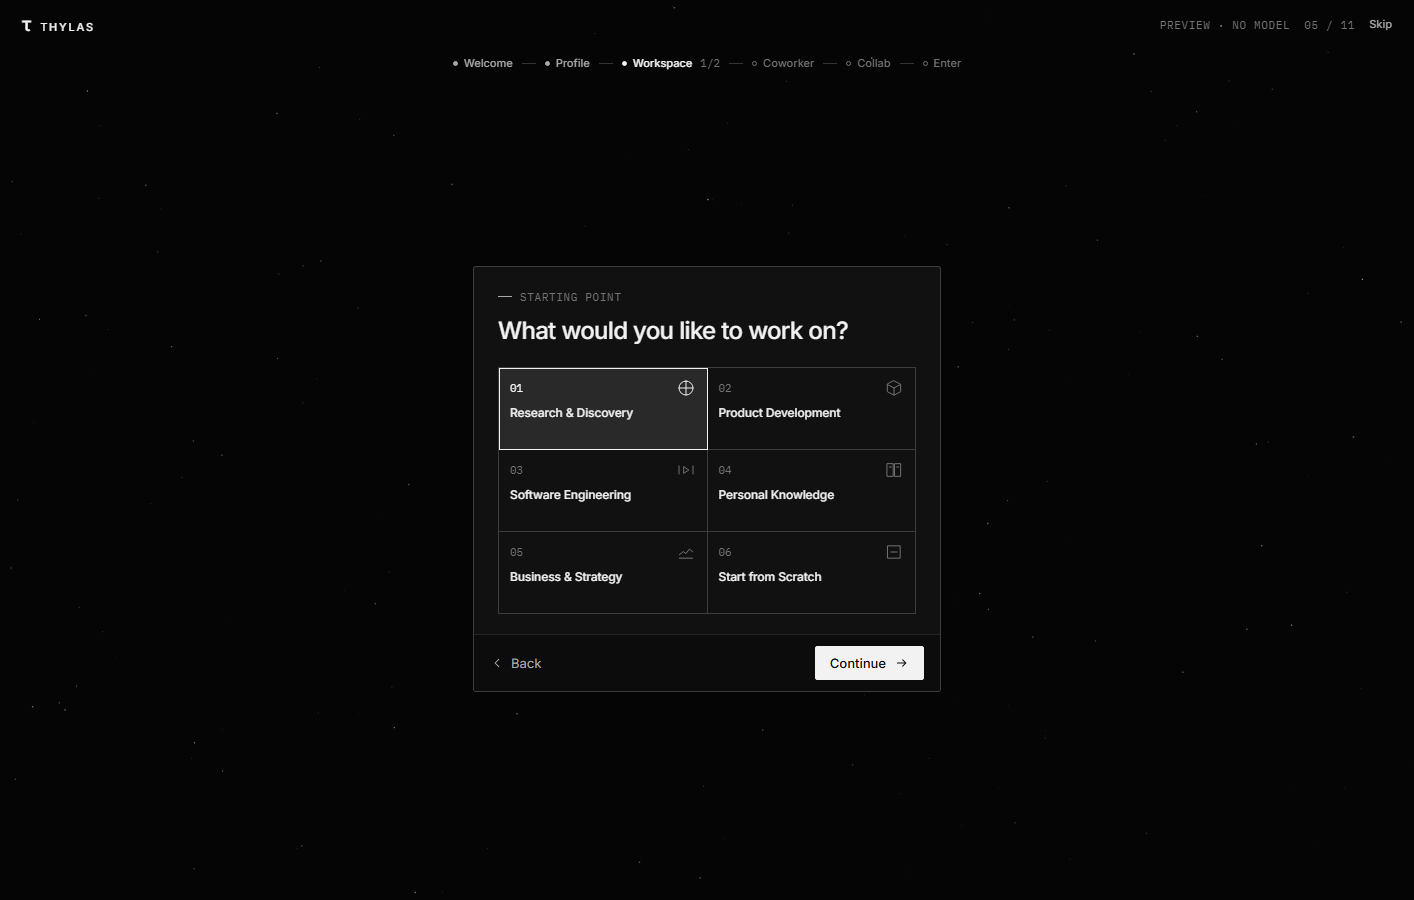 THYLAS
PREVIEW · NO MODEL 05 / 11 Skip
Welcome Profile Workspace 1/2 Coworker Collab Enter
STARTING POINT
What would you like to work on?
01
Research & Discovery
02
Product Development
03
Software Engineering
04
Personal Knowledge
05
Business & Strategy
06
Start from Scratch
Back
Continue